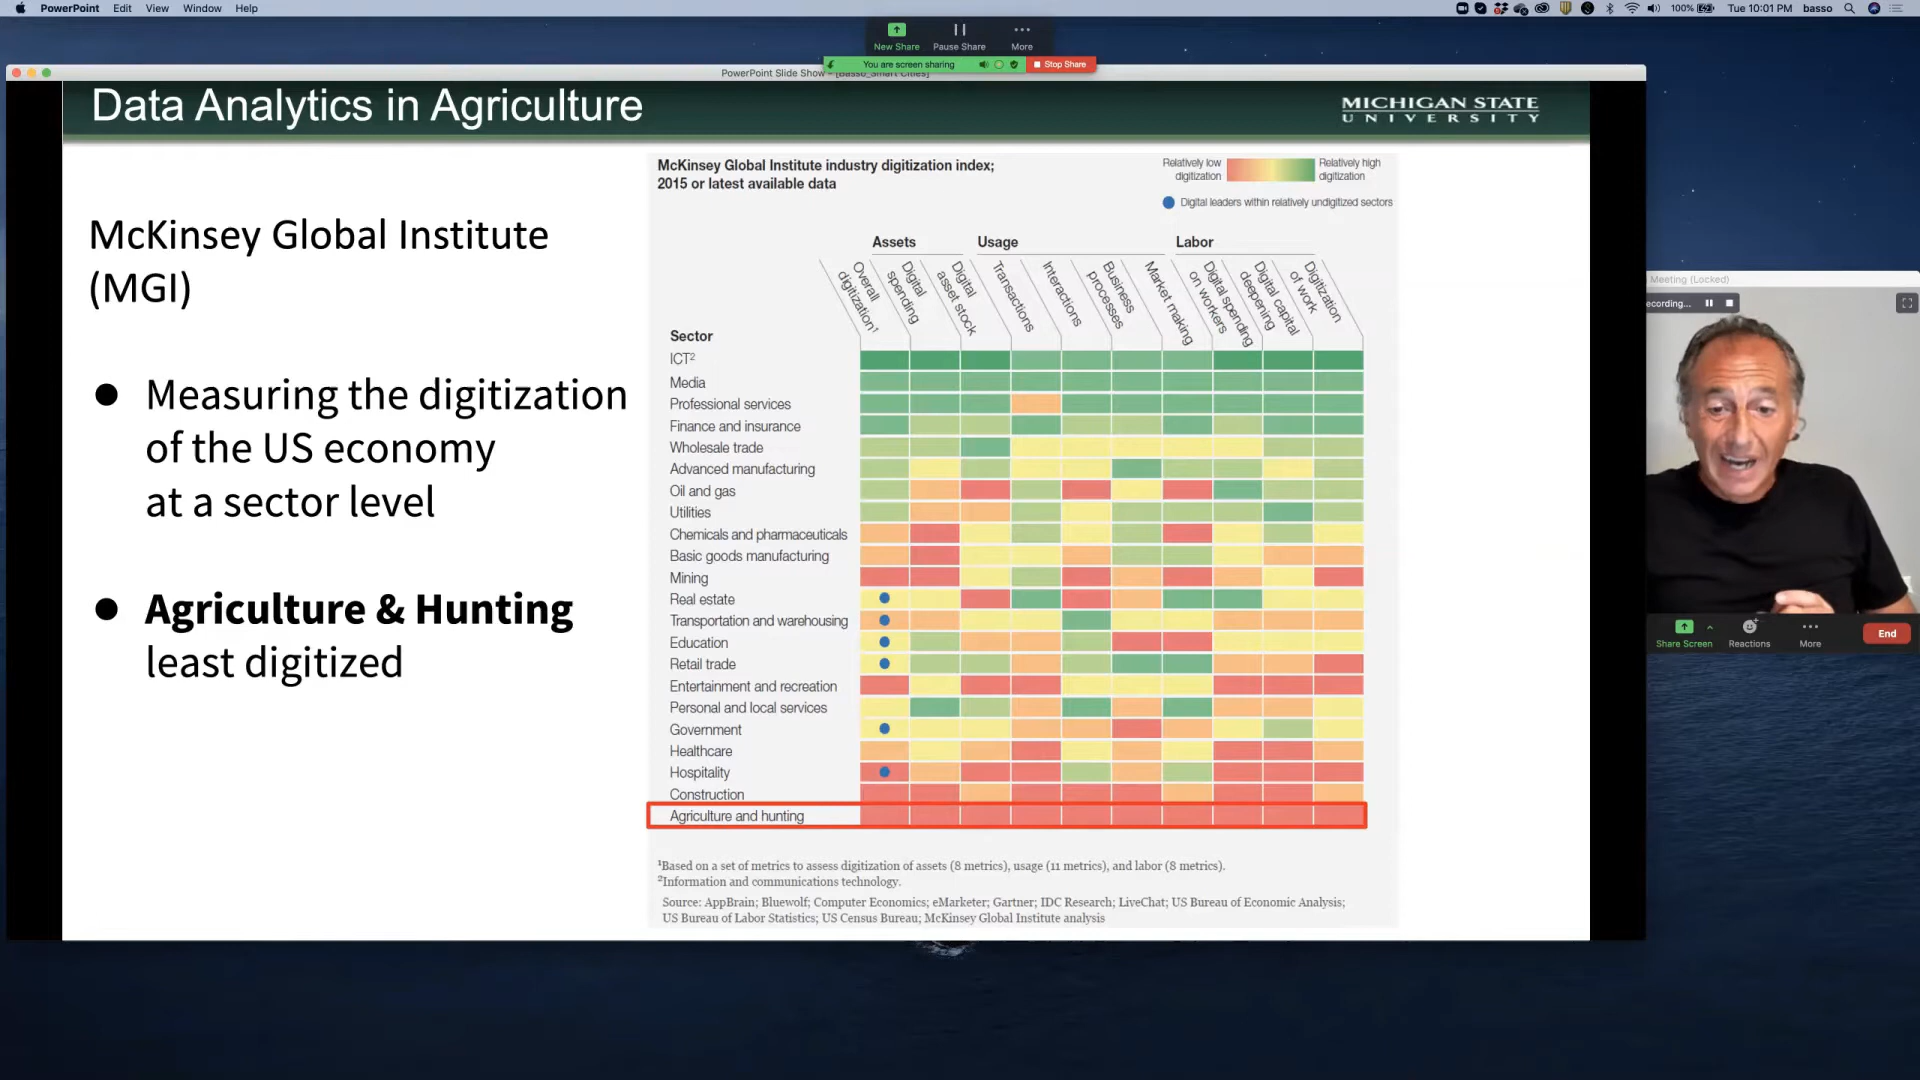 PowerPoint Edit View Window Help
100% Tue 10:01 PM basso
New Share Pause Share More
You are screen sharing Stop Share
PowerPoint Slide Show - [Basso_Smart Cities]
Data Analytics in Agriculture
MICHIGAN STATE
UNIVERSITY
McKinsey Global Institute
(MGI)
● Measuring the digitization
of the US economy
at a sector level
● Agriculture & Hunting
least digitized
McKinsey Global Institute industry digitization index;
2015 or latest available data
Relatively low
digitization
Relatively high
digitization
Digital leaders within relatively undigitized sectors
Assets Usage Labor
Overall
digitization¹
Digital
spending
Digital
asset stock
Transactions
Interactions
Business
processes
Market making
Digital spending
on workers
Digital capital
deepening
Digitization
of work
Sector
ICT²
Media
Professional services
Finance and insurance
Wholesale trade
Advanced manufacturing
Oil and gas
Utilities
Chemicals and pharmaceuticals
Basic goods manufacturing
Mining
Real estate
Transportation and warehousing
Education
Retail trade
Entertainment and recreation
Personal and local services
Government
Healthcare
Hospitality
Construction
Agriculture and hunting
¹Based on a set of metrics to assess digitization of assets (8 metrics), usage (11 metrics), and labor (8 metrics).
²Information and communications technology.
Source: AppBrain; Bluewolf; Computer Economics; eMarketer; Gartner; IDC Research; LiveChat; US Bureau of Economic Analysis;
US Bureau of Labor Statistics; US Census Bureau; McKinsey Global Institute analysis
Meeting (Locked)
ecording...
Share Screen Reactions More End